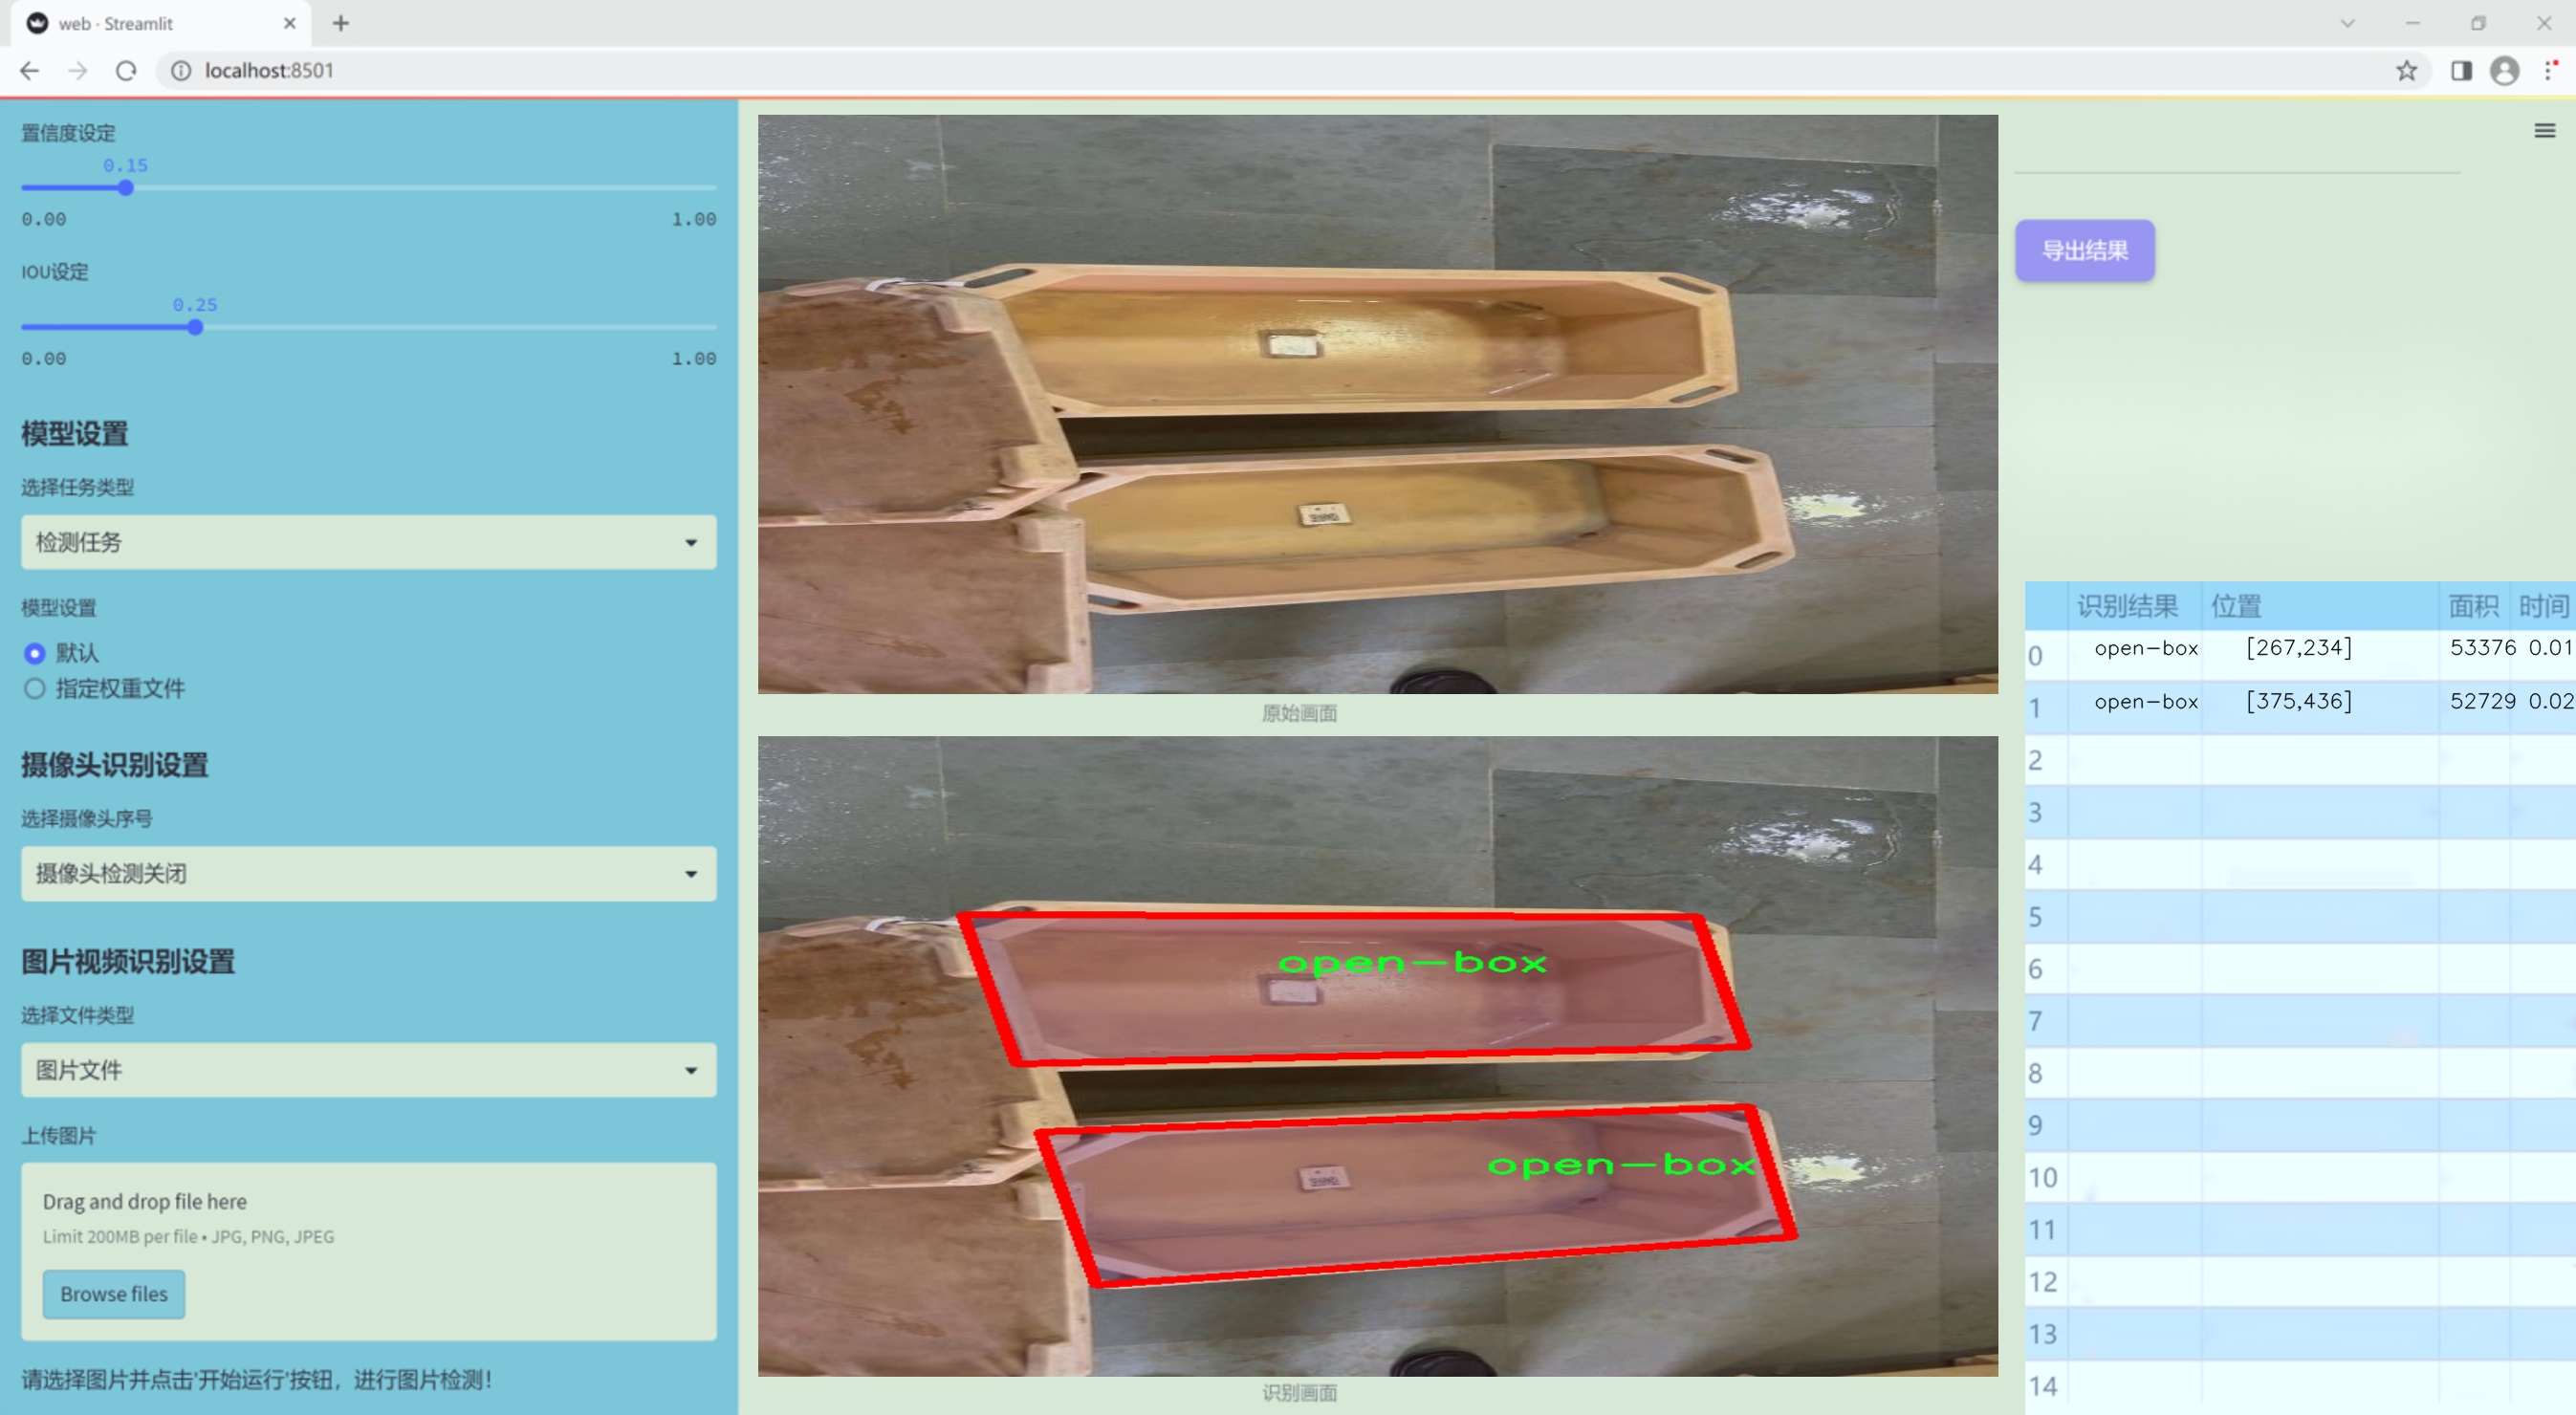 web · Streamlit
localhost:8501
置信度设定
0.15
0.00 1.00
IOU设定
0.25
0.00 1.00
模型设置
选择任务类型
检测任务
模型设置
默认
指定权重文件
摄像头识别设置
选择摄像头序号
摄像头检测关闭
图片视频识别设置
选择文件类型
图片文件
上传图片
Drag and drop file here
Limit 200MB per file • JPG, PNG, JPEG
Browse files
请选择图片并点击'开始运行'按钮，进行图片检测！
原始画面
open-box
open-box
识别画面
导出结果
识别结果 位置 面积 时间
0 open-box [267,234] 53376 0.01
1 open-box [375,436] 52729 0.02
2
3
4
5
6
7
8
9
10
11
12
13
14